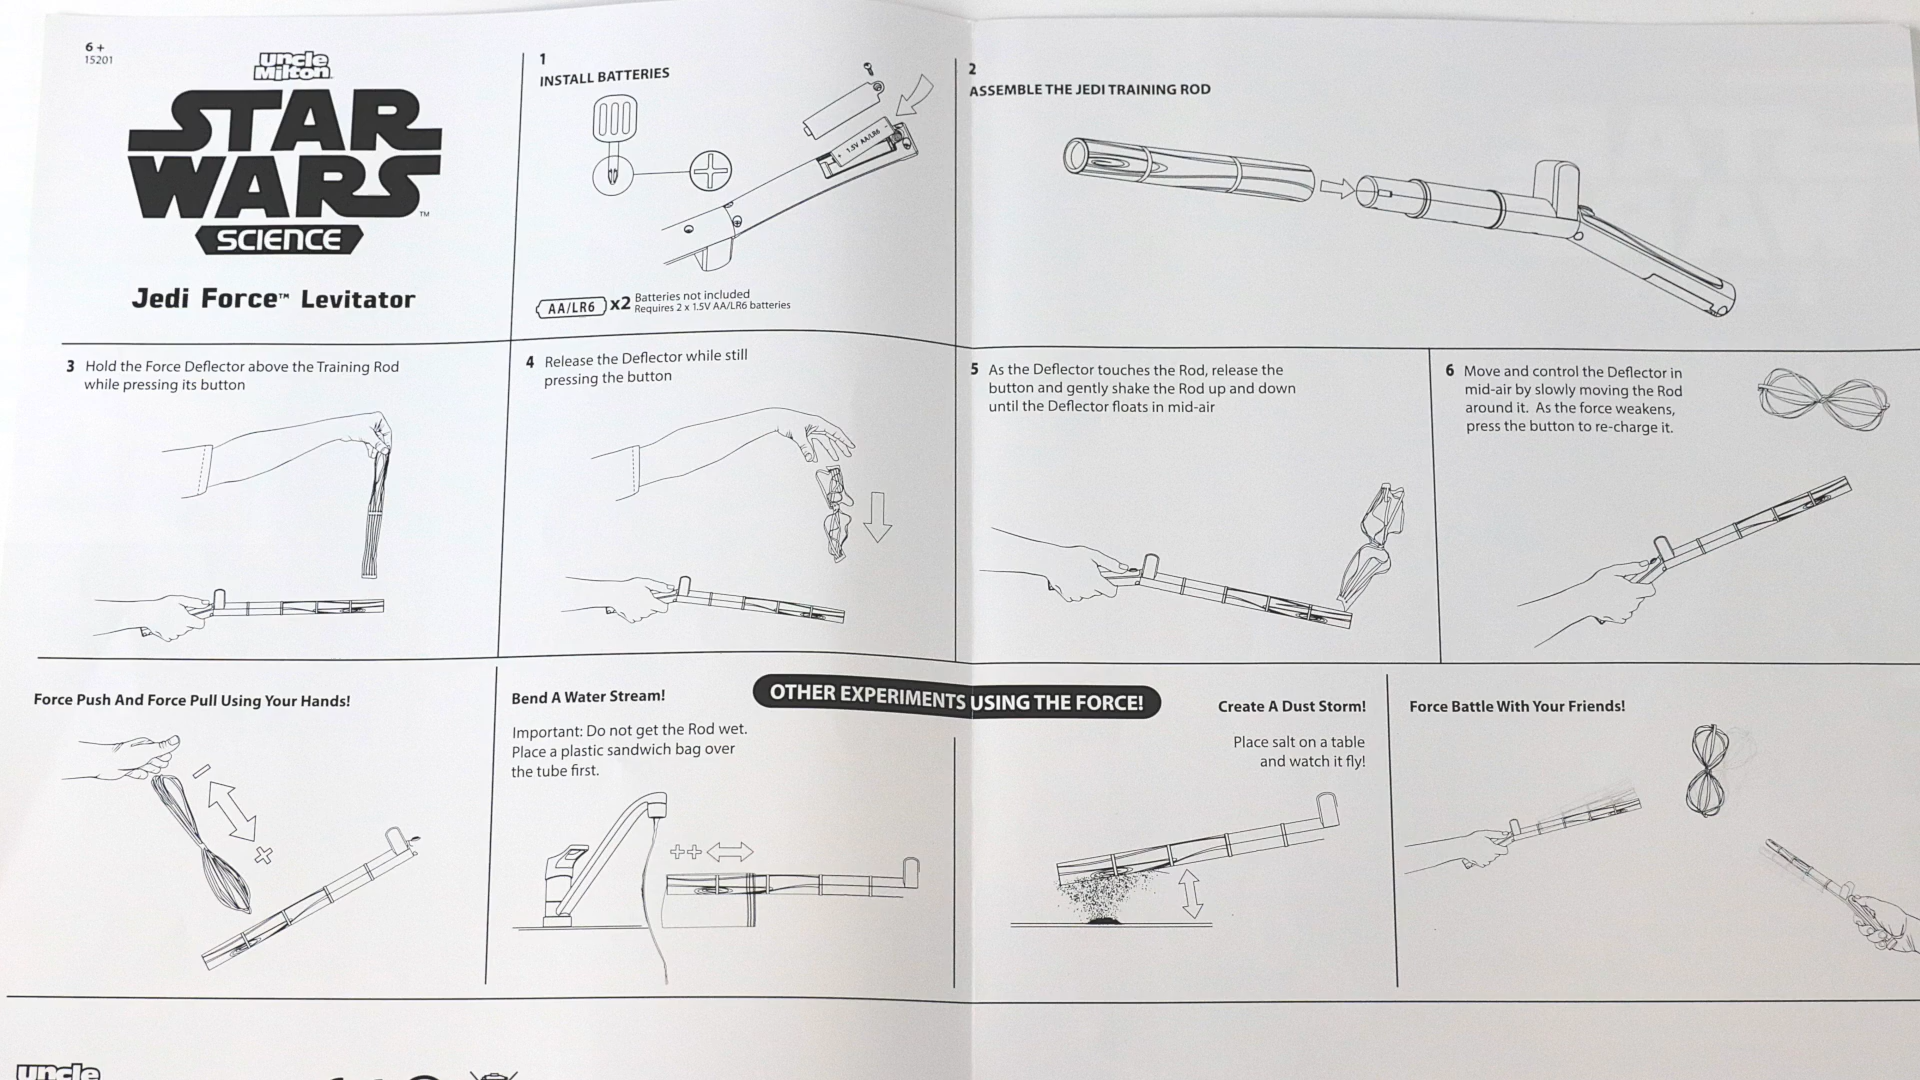 6 +
15201
uncle
Milton
STAR
WARS™
SCIENCE
Jedi Force™ Levitator
1
INSTALL BATTERIES
1.5V AA/LR6
AA/LR6 x2 Batteries not included
Requires 2 x 1.5V AA/LR6 batteries
2
ASSEMBLE THE JEDI TRAINING ROD
3 Hold the Force Deflector above the Training Rod
while pressing its button
4 Release the Deflector while still
pressing the button
5 As the Deflector touches the Rod, release the
button and gently shake the Rod up and down
until the Deflector floats in mid-air
6 Move and control the Deflector in
mid-air by slowly moving the Rod
around it. As the force weakens,
press the button to re-charge it.
OTHER EXPERIMENTS USING THE FORCE!
Force Push And Force Pull Using Your Hands!
Bend A Water Stream!
Important: Do not get the Rod wet.
Place a plastic sandwich bag over
the tube first.
Create A Dust Storm!
Place salt on a table
and watch it fly!
Force Battle With Your Friends!
uncle